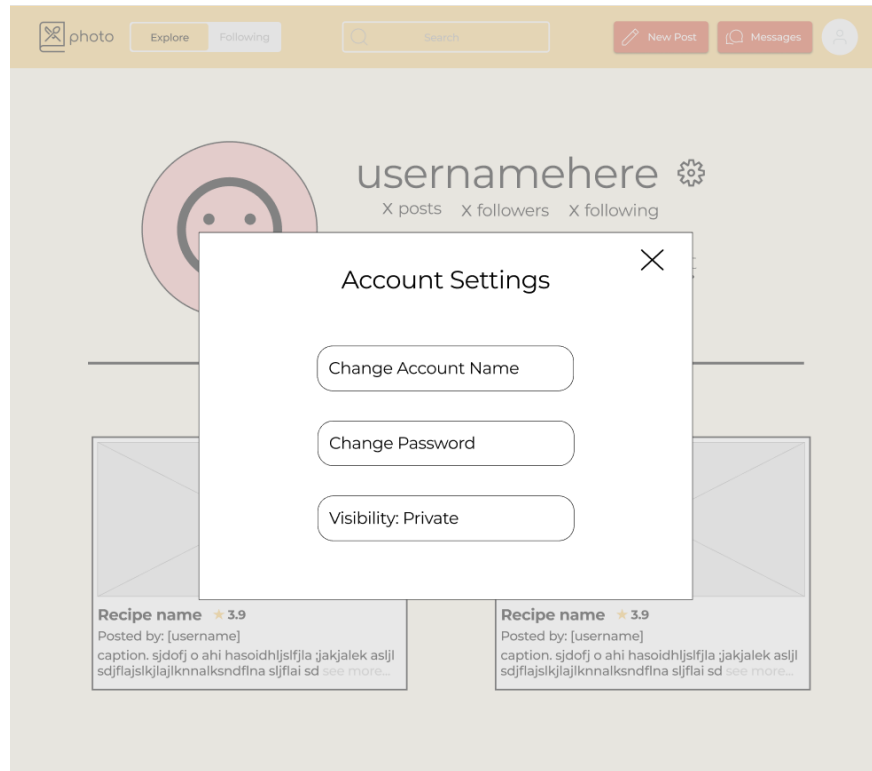 photo
Explore
Following
Search
New Post
Messages
usernamehere
X posts X followers X following
Account Settings
Change Account Name
Change Password
Visibility: Private
Recipe name ★ 3.9
Posted by: [username]
caption. sjdofj o ahi hasoidhljslfjla ;jakjalek asljl
sdjflajslkjlajlknnalksndflna sljflai sd see more...
Recipe name ★ 3.9
Posted by: [username]
caption. sjdofj o ahi hasoidhljslfjla ;jakjalek asljl
sdjflajslkjlajlknnalksndflna sljflai sd see more...